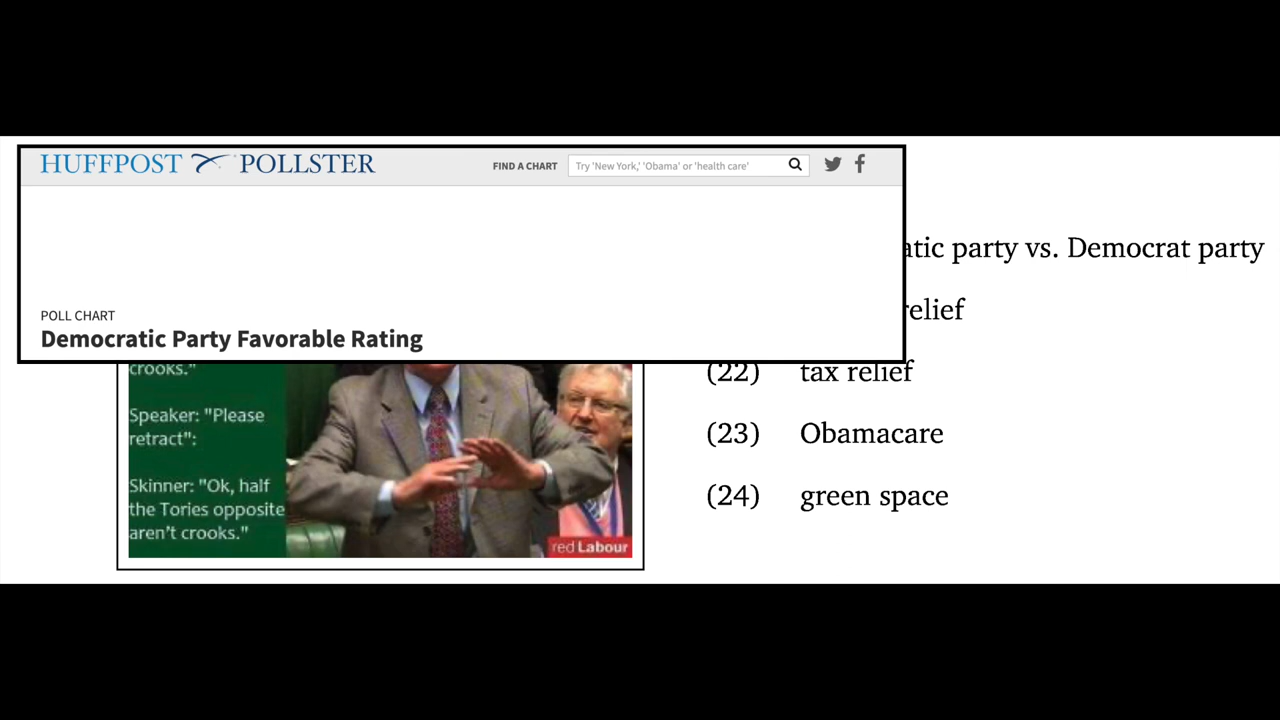 HUFFPOST POLLSTER
FIND A CHART
Try 'New York,' 'Obama' or 'health care'
POLL CHART
Democratic Party Favorable Rating
crooks."
Speaker: "Please
retract":
Skinner: "Ok, half
the Tories opposite
aren't crooks."
red Labour
party vs. Democrat party
relief
(22) tax relief
(23) Obamacare
(24) green space